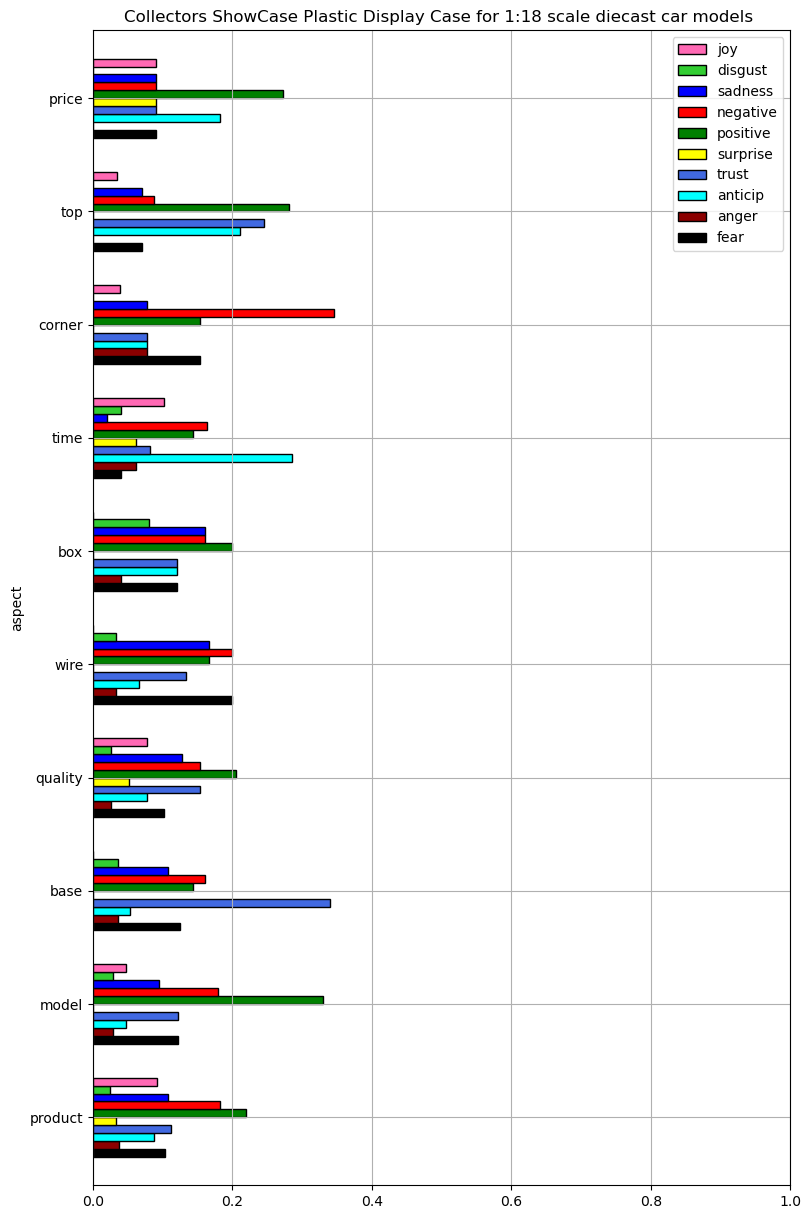 Collectors ShowCase Plastic Display Case for 1:18 scale diecast car models
joy
disgust
sadness
negative
positive
surprise
trust
anticip
anger
fear
price
top
corner
time
box
wire
quality
base
model
product
aspect
0.0 0.2 0.4 0.6 0.8 1.0